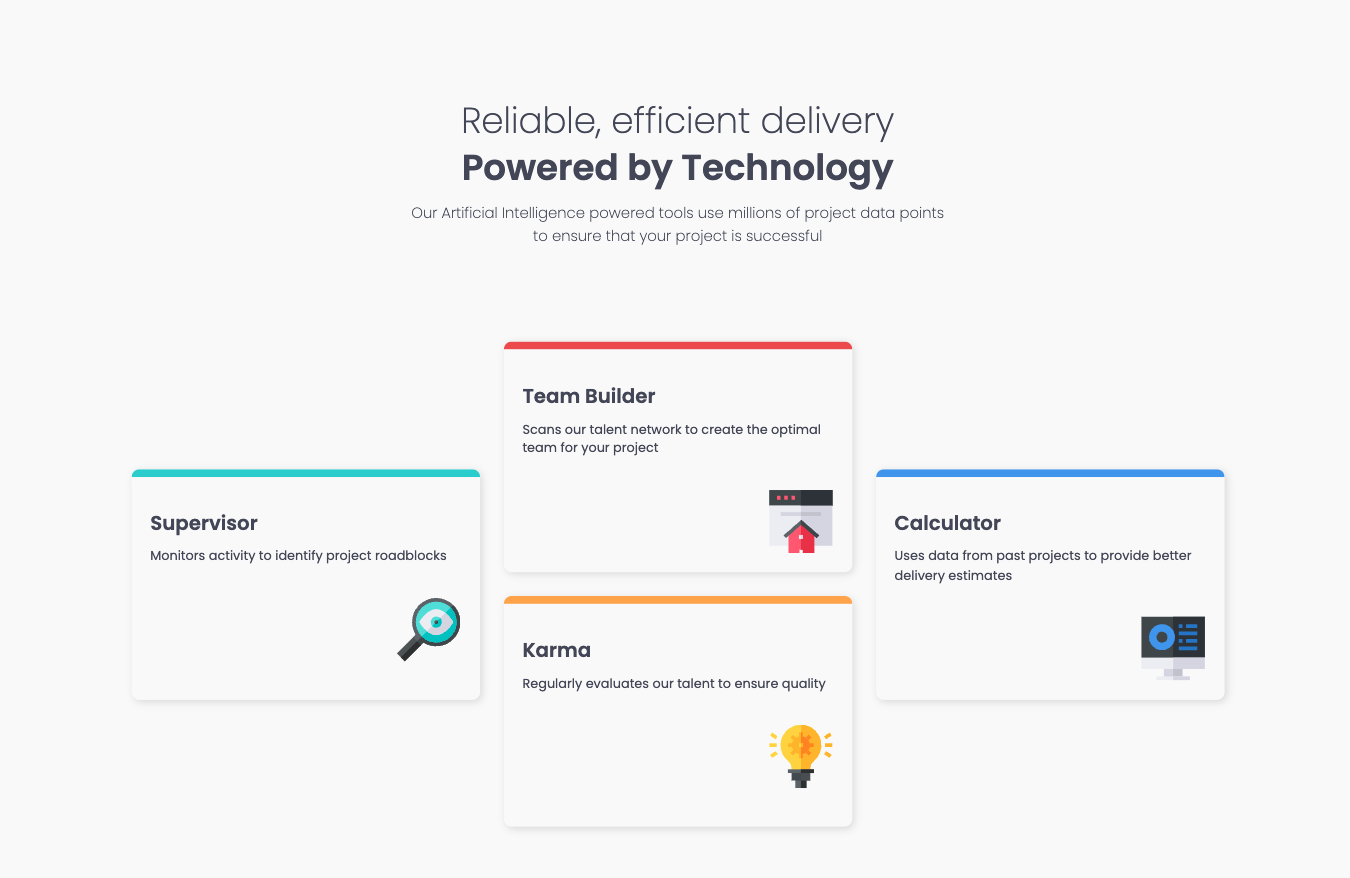 Reliable, efficient delivery
Powered by Technology
Our Artificial Intelligence powered tools use millions of project data points
to ensure that your project is successful
Team Builder
Scans our talent network to create the optimal
team for your project
Supervisor
Monitors activity to identify project roadblocks
Calculator
Uses data from past projects to provide better
delivery estimates
Karma
Regularly evaluates our talent to ensure quality